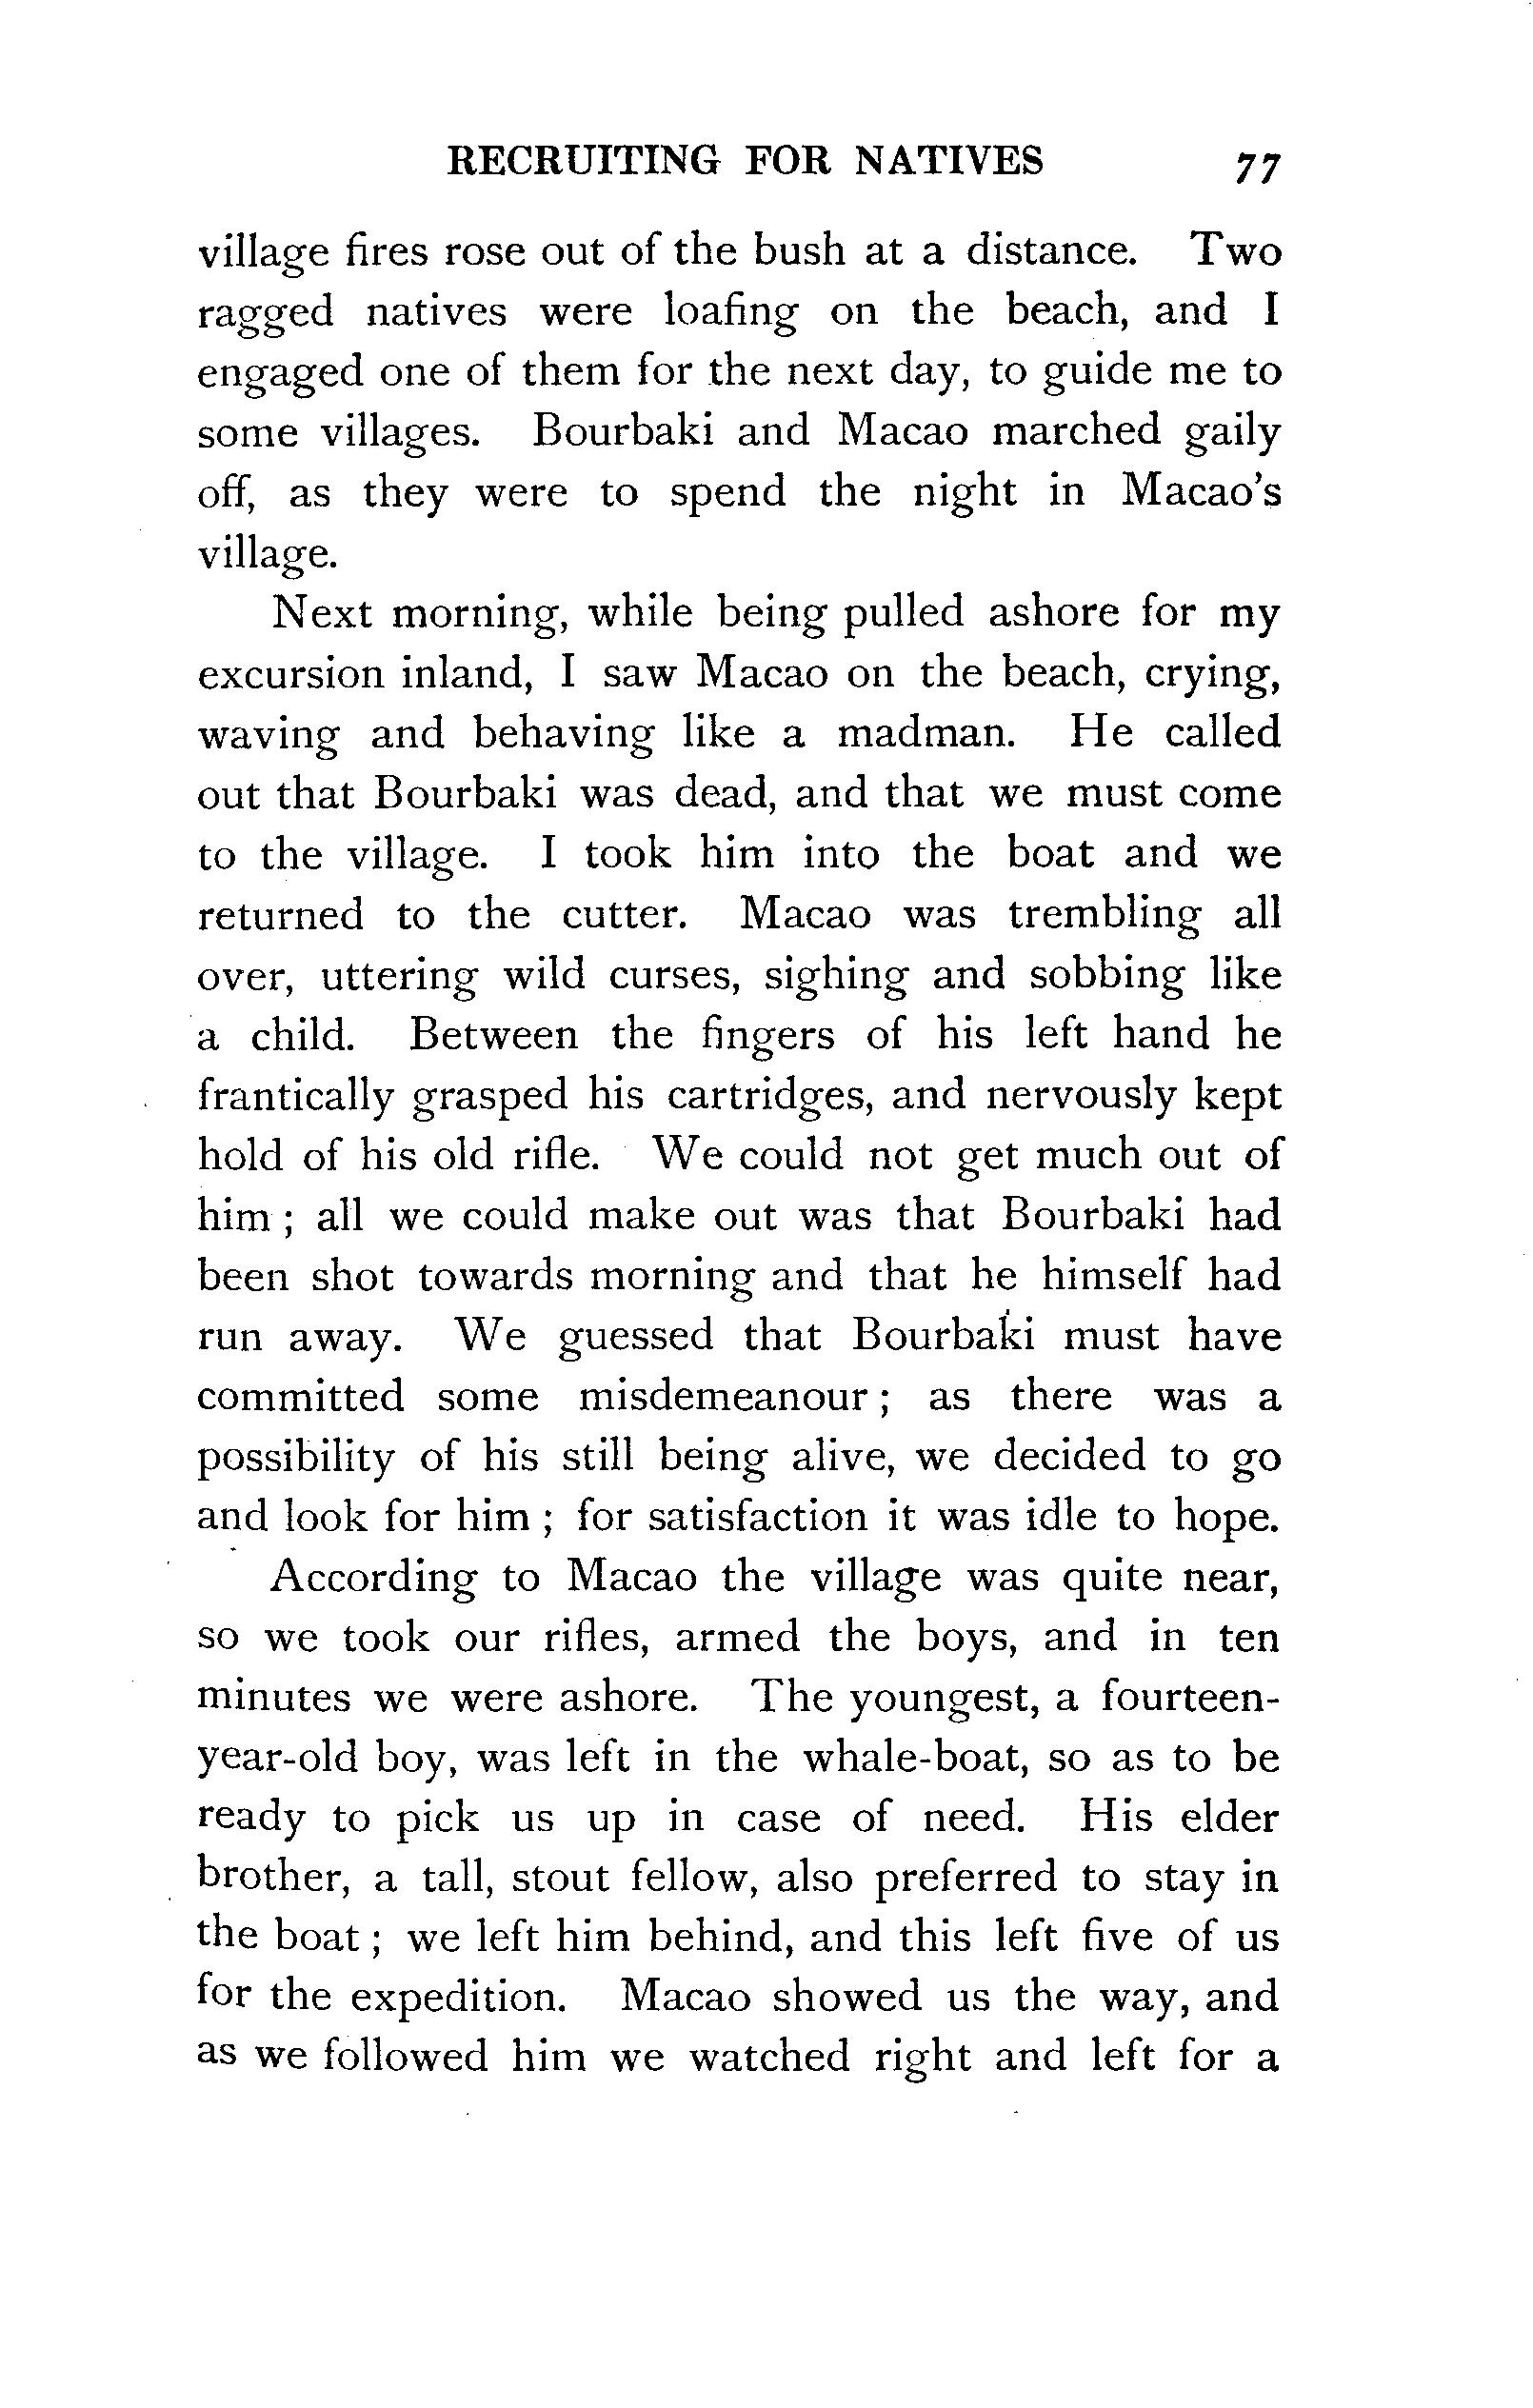 RECRUITING FOR NATIVES 77
village fires rose out of the bush at a distance. Two
ragged natives were loafing on the beach, and I
engaged one of them for the next day, to guide me to
some villages. Bourbaki and Macao marched gaily
off, as they were to spend the night in Macao's
village.
Next morning, while being pulled ashore for my
excursion inland, I saw Macao on the beach, crying,
waving and behaving like a madman. He called
out that Bourbaki was dead, and that we must come
to the village. I took him into the boat and we
returned to the cutter. Macao was trembling all
over, uttering wild curses, sighing and sobbing like
a child. Between the fingers of his left hand he
frantically grasped his cartridges, and nervously kept
hold of his old rifle. We could not get much out of
him ; all we could make out was that Bourbaki had
been shot towards morning and that he himself had
run away. We guessed that Bourbaki must have
committed some misdemeanour ; as there was a
possibility of his still being alive, we decided to go
and look for him ; for satisfaction it was idle to hope.
According to Macao the village was quite near,
so we took our rifles, armed the boys, and in ten
minutes we were ashore. The youngest, a fourteen-
year-old boy, was left in the whale-boat, so as to be
ready to pick us up in case of need. His elder
brother, a tall, stout fellow, also preferred to stay in
the boat ; we left him behind, and this left five of us
for the expedition. Macao showed us the way, and
as we followed him we watched right and left for a